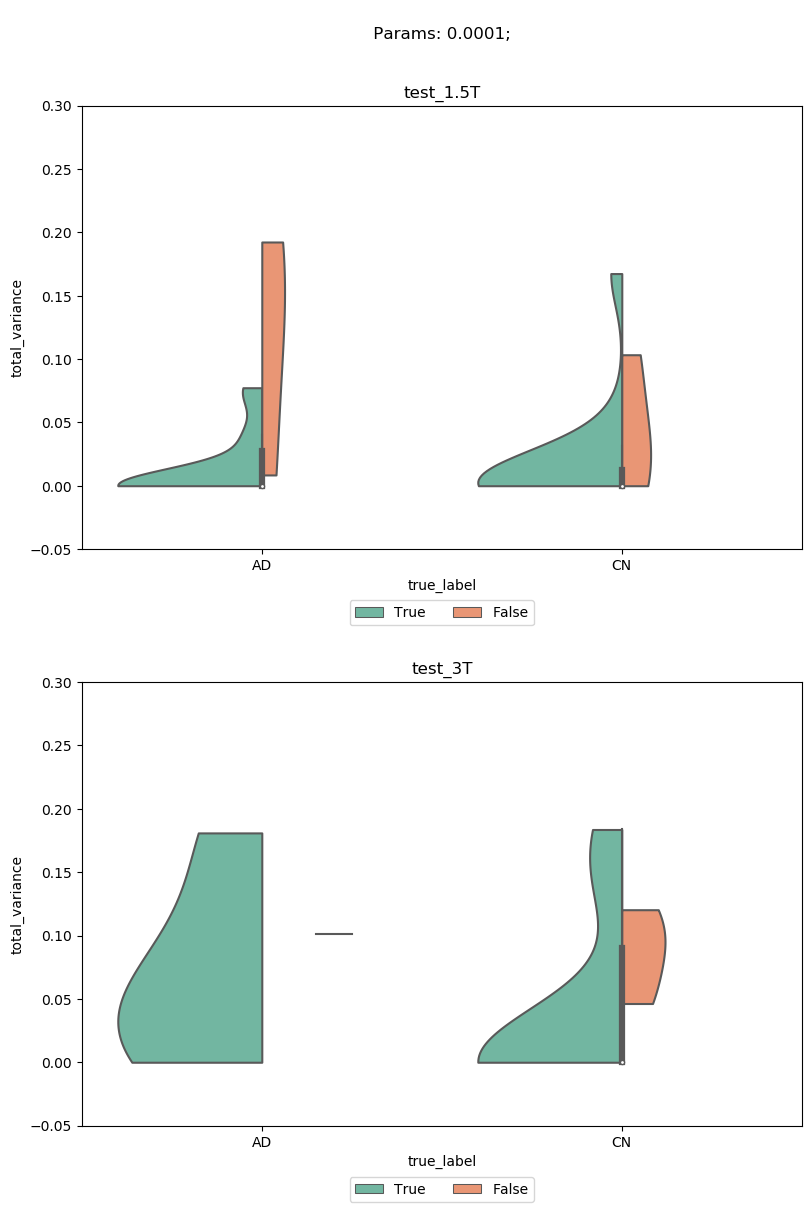 Params: 0.0001;
test_1.5T
0.30
0.25
0.20
0.15
0.10
0.05
0.00
−0.05
total_variance
AD CN
true_label
True False
test_3T
0.30
0.25
0.20
0.15
0.10
0.05
0.00
−0.05
total_variance
AD CN
true_label
True False